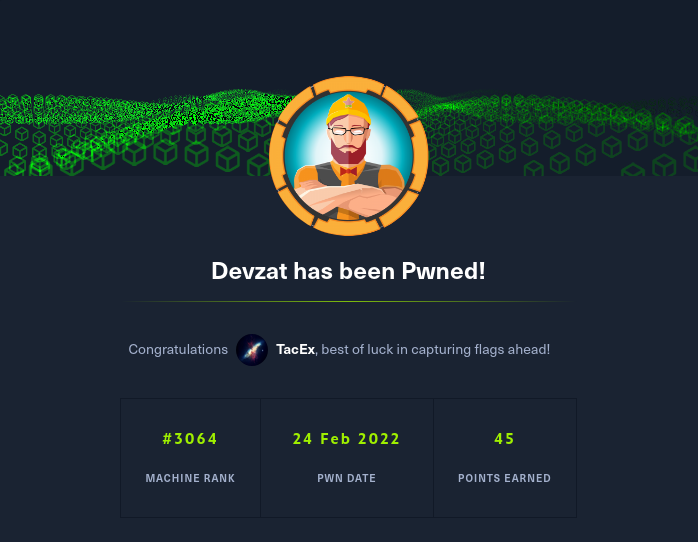 Devzat has been Pwned!
Congratulations TacEx, best of luck in capturing flags ahead!
#3064 24 Feb 2022 45
MACHINE RANK PWN DATE POINTS EARNED